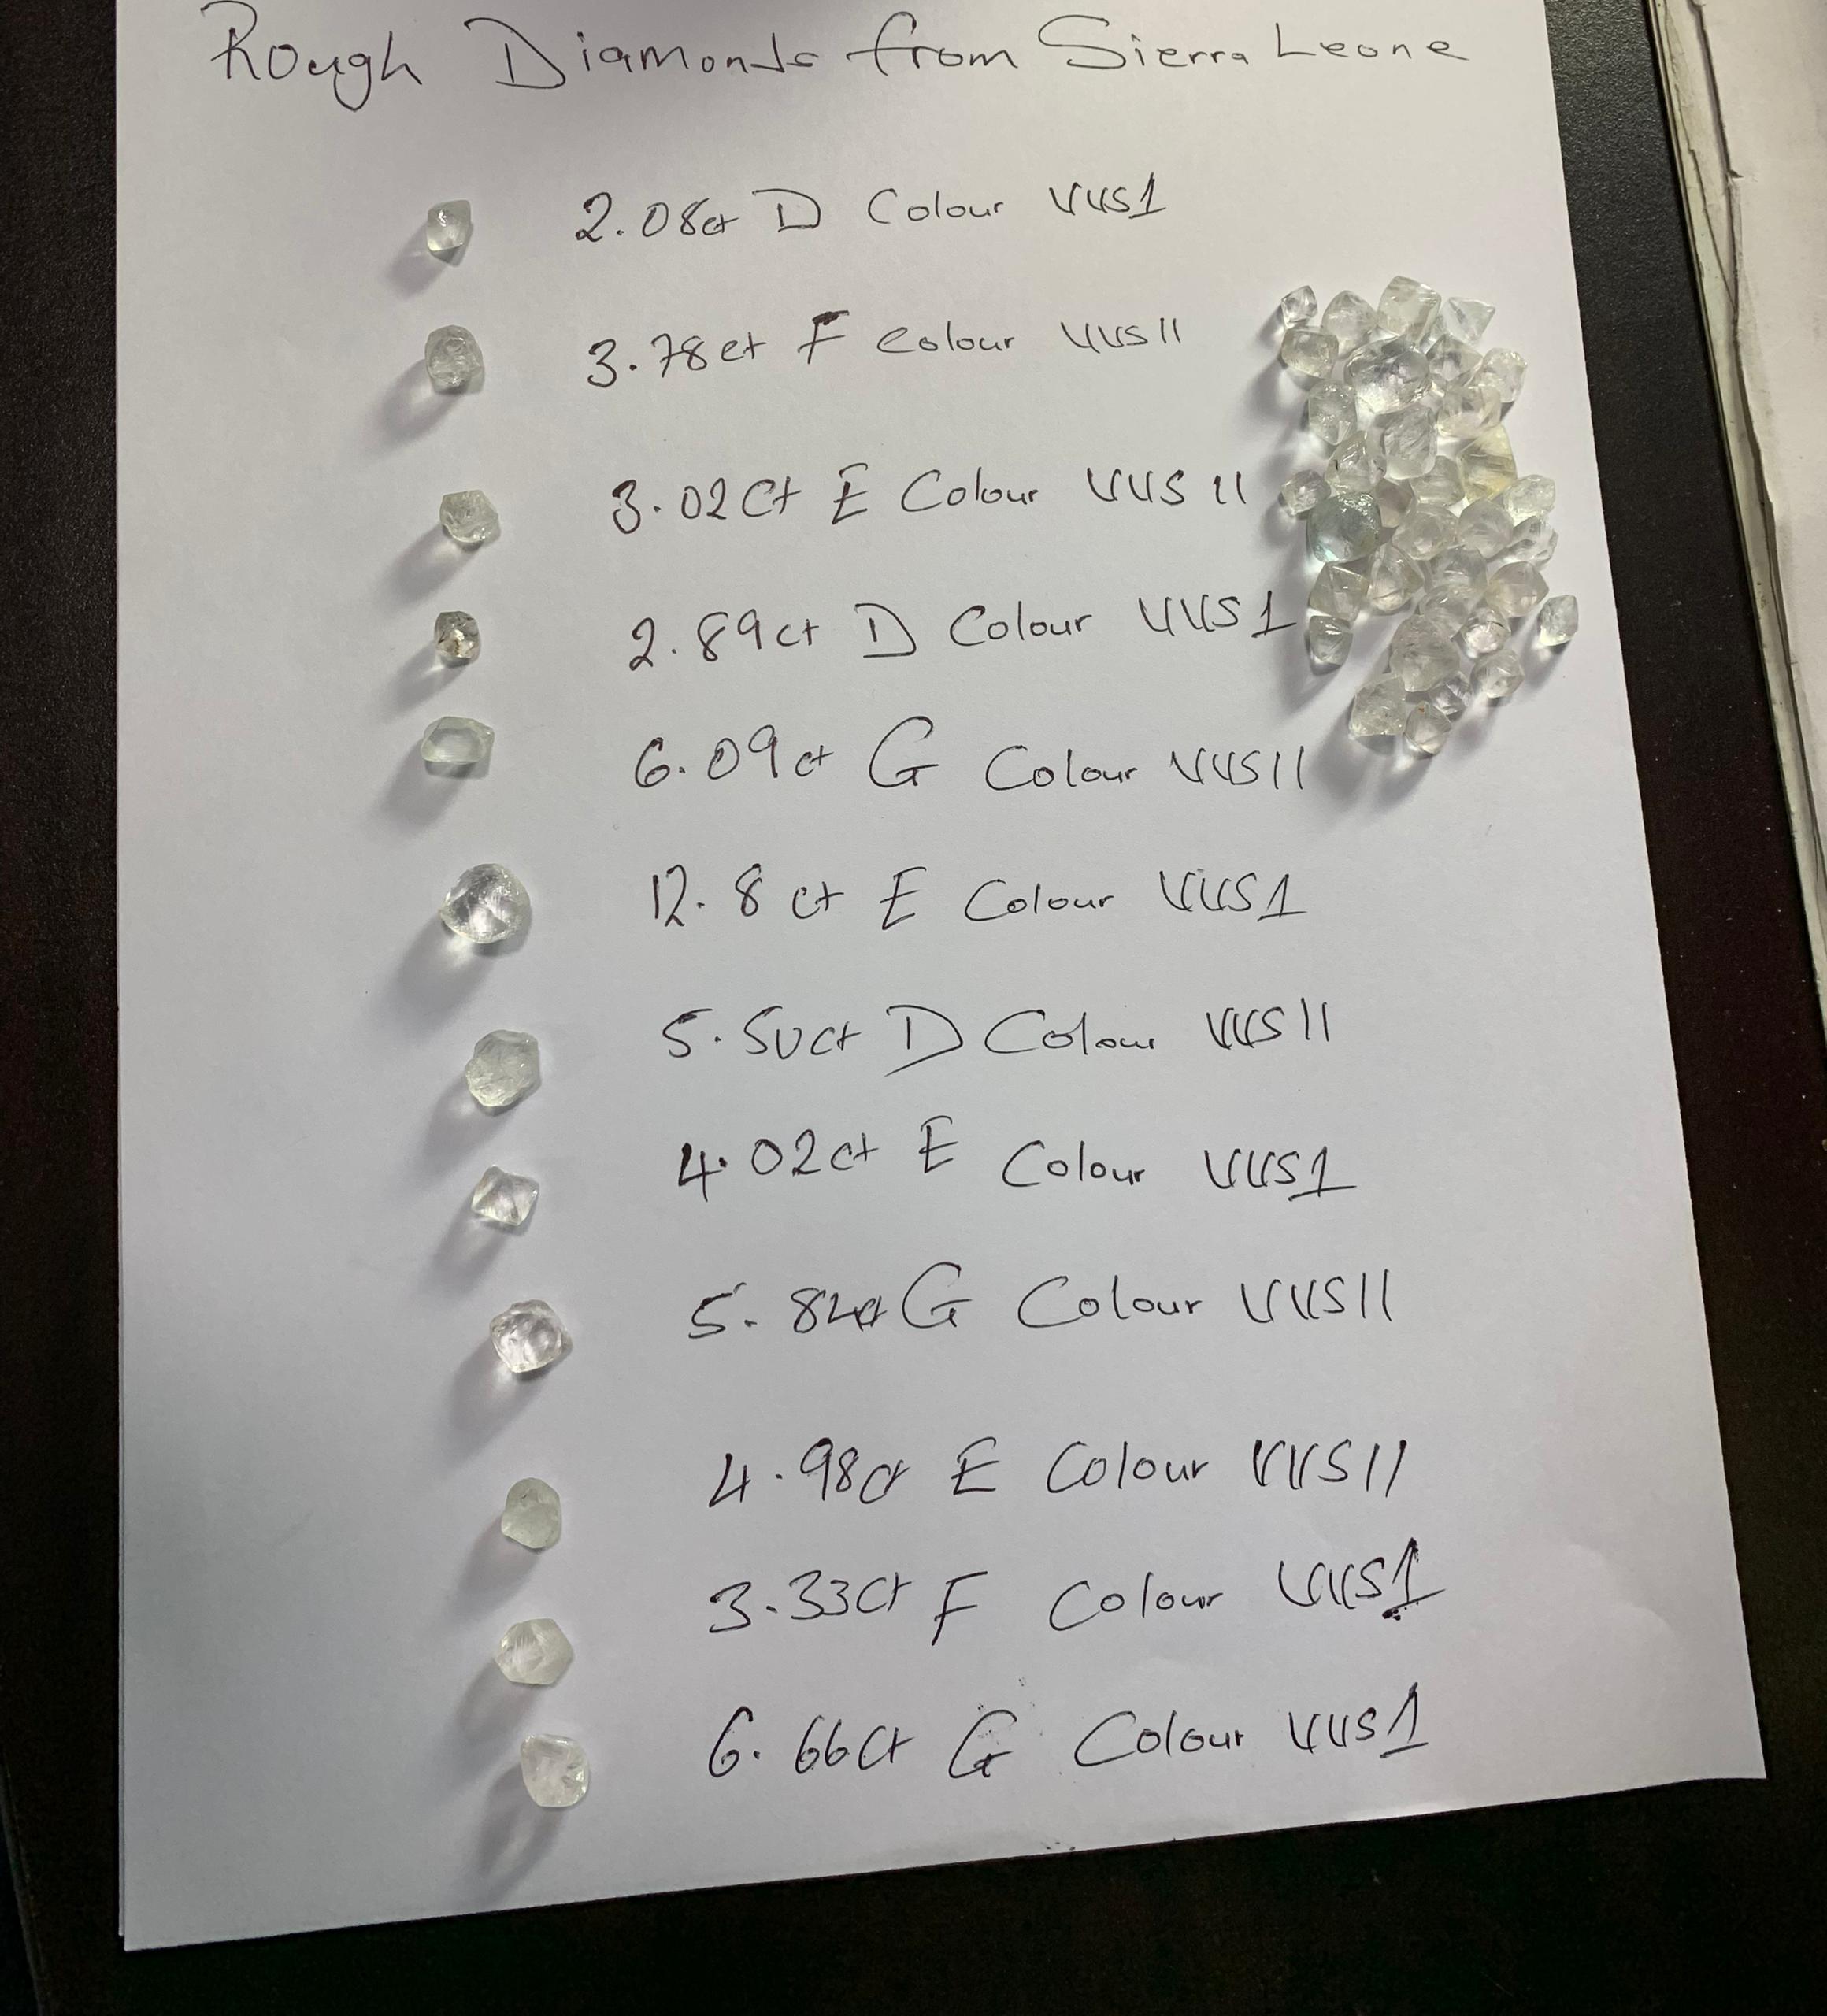 Rough Diamonds from Sierra Leone
2.08ct D Colour VVS1
3.78ct F Colour VVS11
3.02Ct E Colour VVS 11
2.89ct D Colour VVS1
6.09ct G Colour VVS11
12.8 ct E Colour VVS1
5.50ct D Colour VVS11
4.02ct E Colour VVS1
5.82ct G Colour VVS11
4.98ct E Colour VVS11
3.33Ct F Colour VVS1
6.66Ct G Colour VVS1